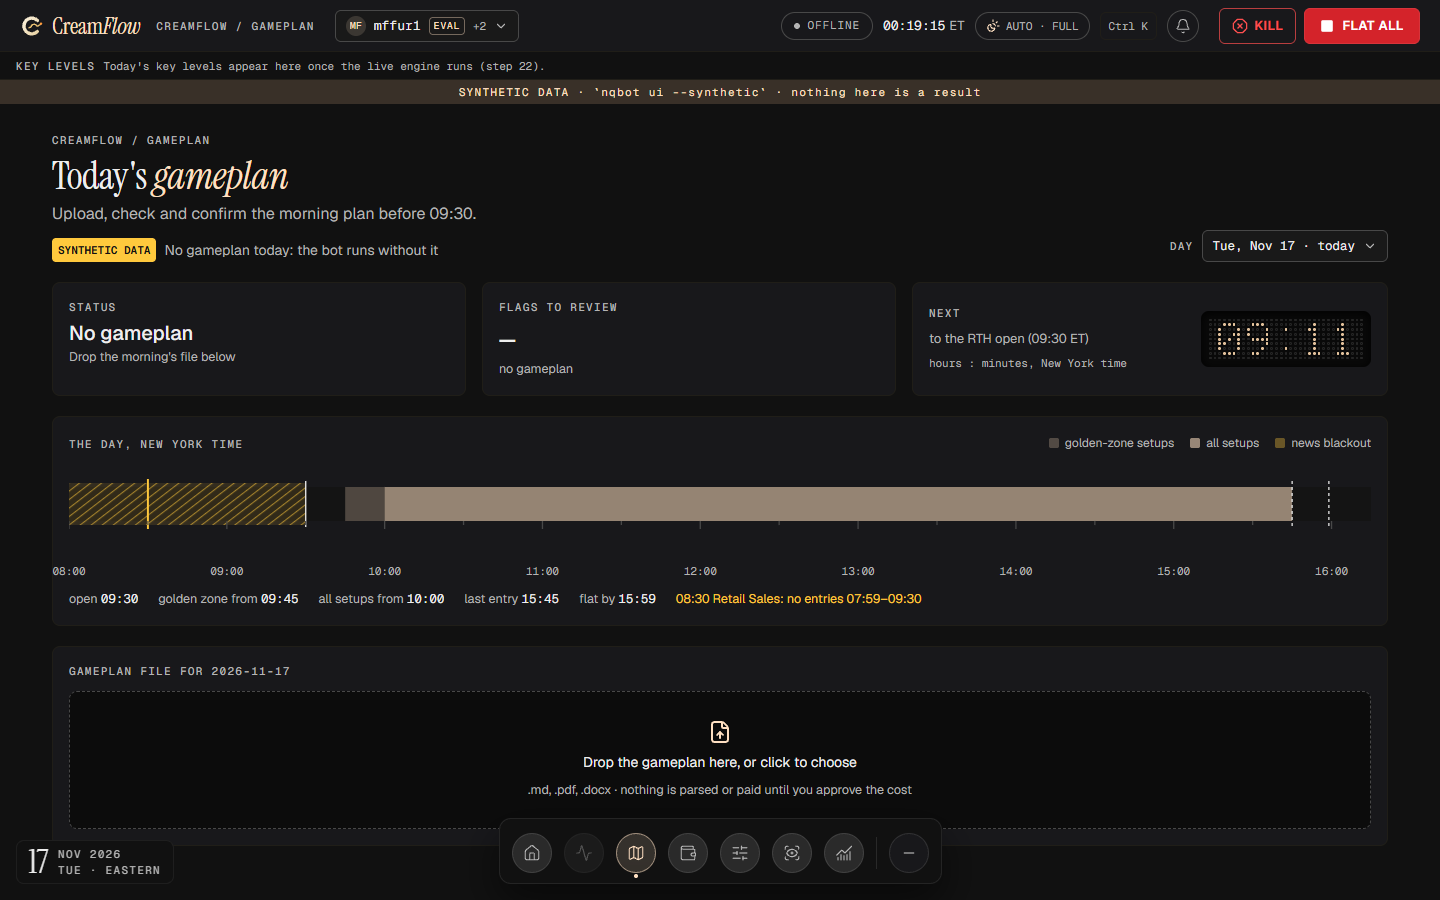 CreamFlow CREAMFLOW / GAMEPLAN MF mffur1 EVAL +2 OFFLINE 00:19:15 ET AUTO · FULL Ctrl K KILL FLAT ALL
KEY LEVELS Today's key levels appear here once the live engine runs (step 22).
SYNTHETIC DATA · `nqbot ui --synthetic` · nothing here is a result
CREAMFLOW / GAMEPLAN
Today's gameplan
Upload, check and confirm the morning plan before 09:30.
SYNTHETIC DATA No gameplan today: the bot runs without it
DAY Tue, Nov 17 · today
STATUS
No gameplan
Drop the morning's file below
FLAGS TO REVIEW
—
no gameplan
NEXT
to the RTH open (09:30 ET)
hours : minutes, New York time
09:11
THE DAY, NEW YORK TIME
golden-zone setups all setups news blackout
08:00 09:00 10:00 11:00 12:00 13:00 14:00 15:00 16:00
open 09:30 golden zone from 09:45 all setups from 10:00 last entry 15:45 flat by 15:59 08:30 Retail Sales: no entries 07:59–09:30
GAMEPLAN FILE FOR 2026-11-17
Drop the gameplan here, or click to choose
.md, .pdf, .docx · nothing is parsed or paid until you approve the cost
17 NOV 2026
TUE · EASTERN